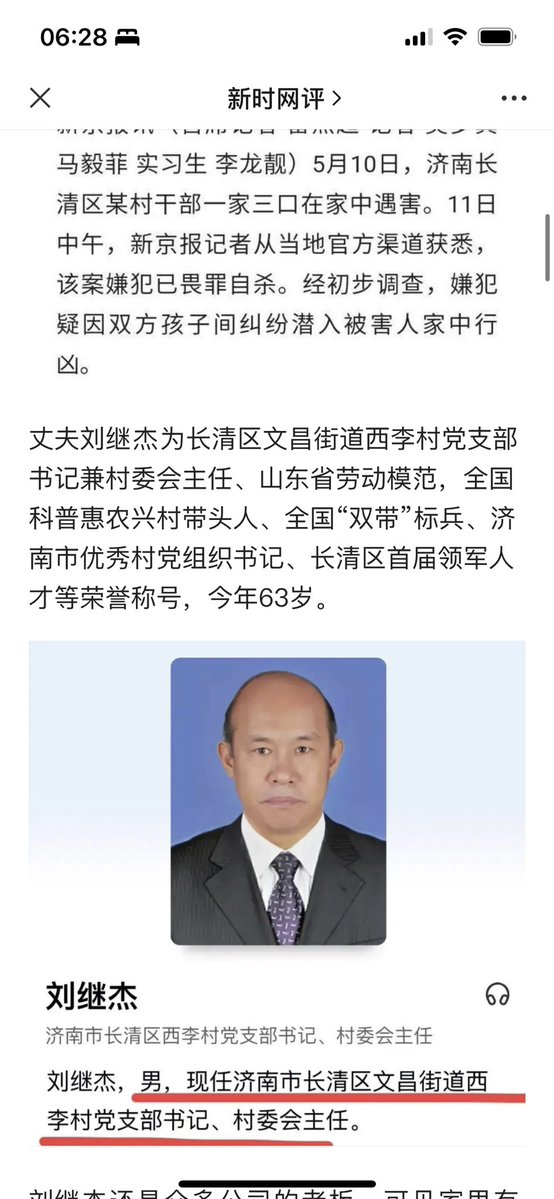 06:28
新时网评
马毅菲 实习生 李龙靓）5月10日，济南长
清区某村干部一家三口在家中遇害。11日
中午，新京报记者从当地官方渠道获悉，
该案嫌犯已畏罪自杀。经初步调查，嫌犯
疑因双方孩子间纠纷潜入被害人家中行
凶。
丈夫刘继杰为长清区文昌街道西李村党支部
书记兼村委会主任、山东省劳动模范，全国
科普惠农兴村带头人、全国“双带”标兵、济
南市优秀村党组织书记、长清区首届领军人
才等荣誉称号，今年63岁。
刘继杰
济南市长清区西李村党支部书记、村委会主任
刘继杰，男，现任济南市长清区文昌街道西
李村党支部书记、村委会主任。